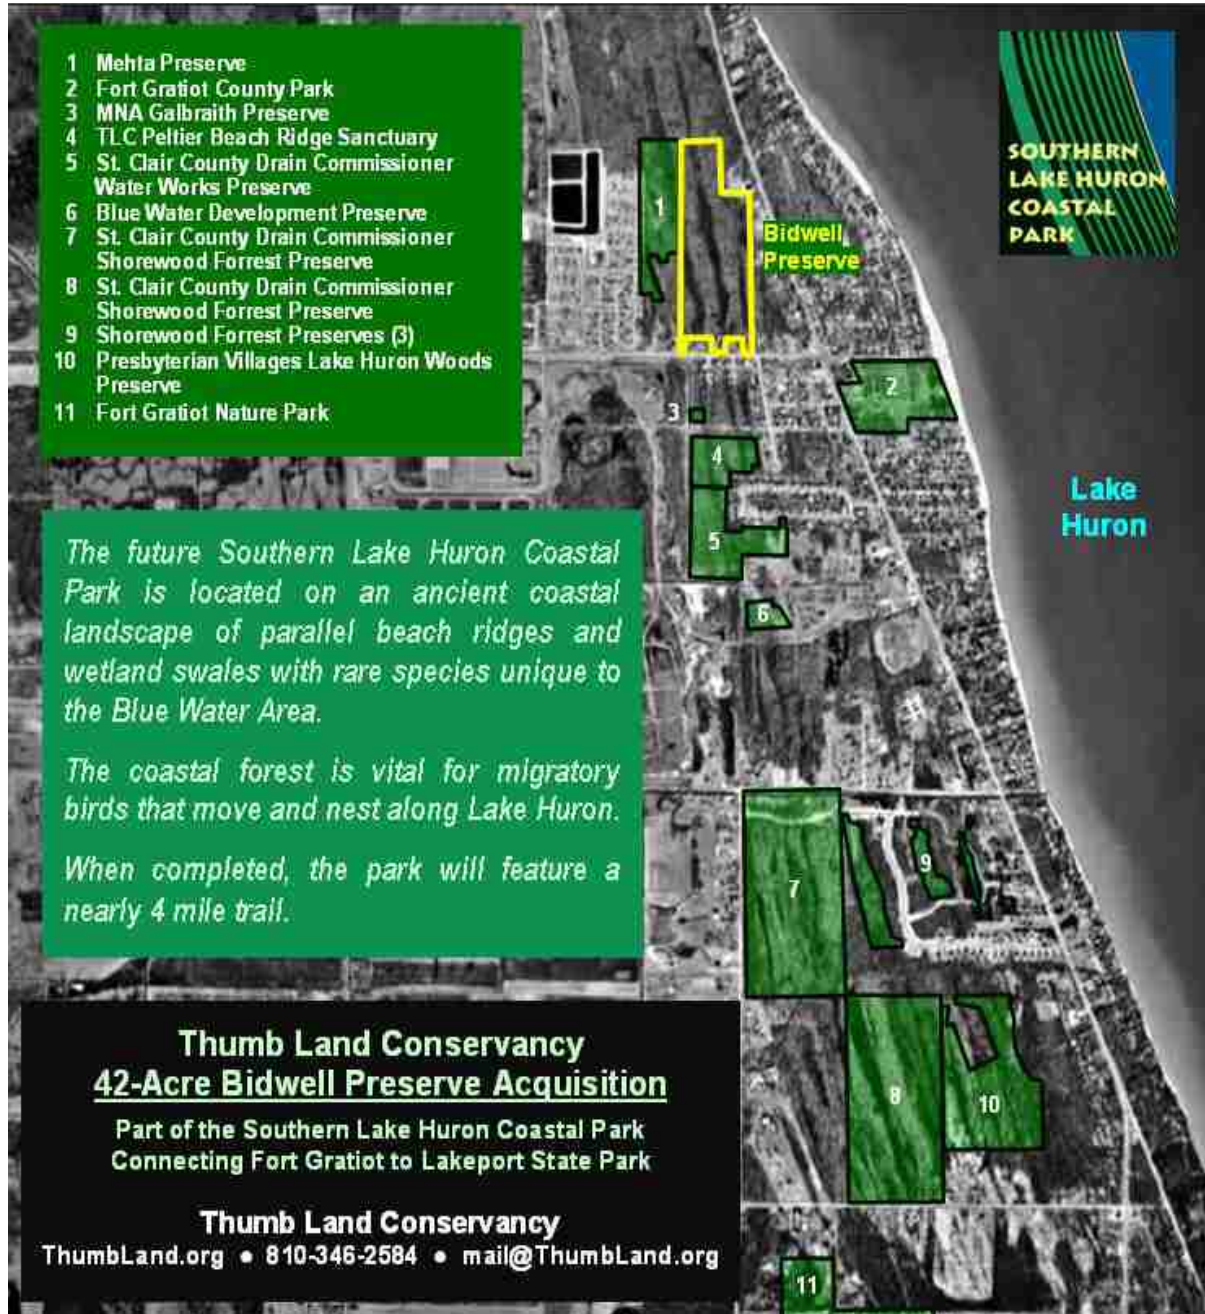 1 Mehta Preserve
2 Fort Gratiot County Park
3 MNA Galbraith Preserve
4 TLC Peltier Beach Ridge Sanctuary
5 St. Clair County Drain Commissioner
Water Works Preserve
6 Blue Water Development Preserve
7 St. Clair County Drain Commissioner
Shorewood Forrest Preserve
8 St. Clair County Drain Commissioner
Shorewood Forrest Preserve
9 Shorewood Forrest Preserves (3)
10 Presbyterian Villages Lake Huron Woods
Preserve
11 Fort Gratiot Nature Park
SOUTHERN
LAKE HURON
COASTAL
PARK
1
Bidwell
Preserve
2
3
4
5
6
Lake
Huron
The future Southern Lake Huron Coastal
Park is located on an ancient coastal
landscape of parallel beach ridges and
wetland swales with rare species unique to
the Blue Water Area.
The coastal forest is vital for migratory
birds that move and nest along Lake Huron.
When completed, the park will feature a
nearly 4 mile trail.
7
9
8
10
11
Thumb Land Conservancy
42-Acre Bidwell Preserve Acquisition
Part of the Southern Lake Huron Coastal Park
Connecting Fort Gratiot to Lakeport State Park
Thumb Land Conservancy
ThumbLand.org ● 810-346-2584 ● mail@ThumbLand.org